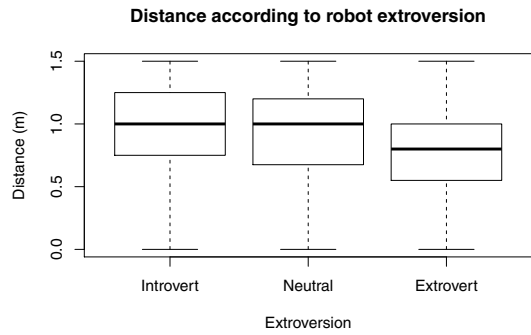 Distance according to robot extroversion
Distance (m)
1.5
1.0
0.5
0.0
Introvert Neutral Extrovert
Extroversion